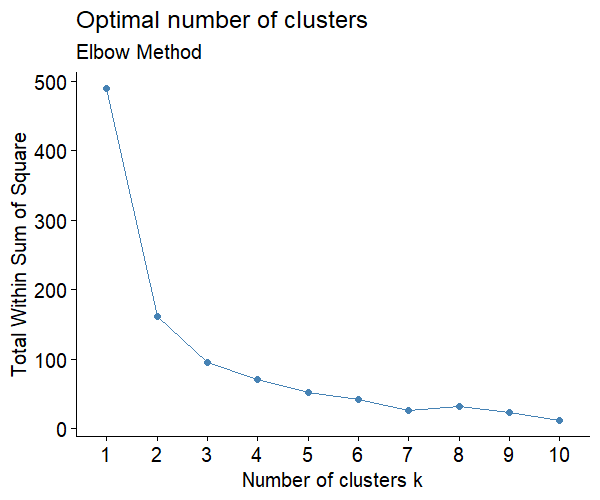 Optimal number of clusters
Elbow Method
Total Within Sum of Square
500
400
300
200
100
0
1 2 3 4 5 6 7 8 9 10
Number of clusters k